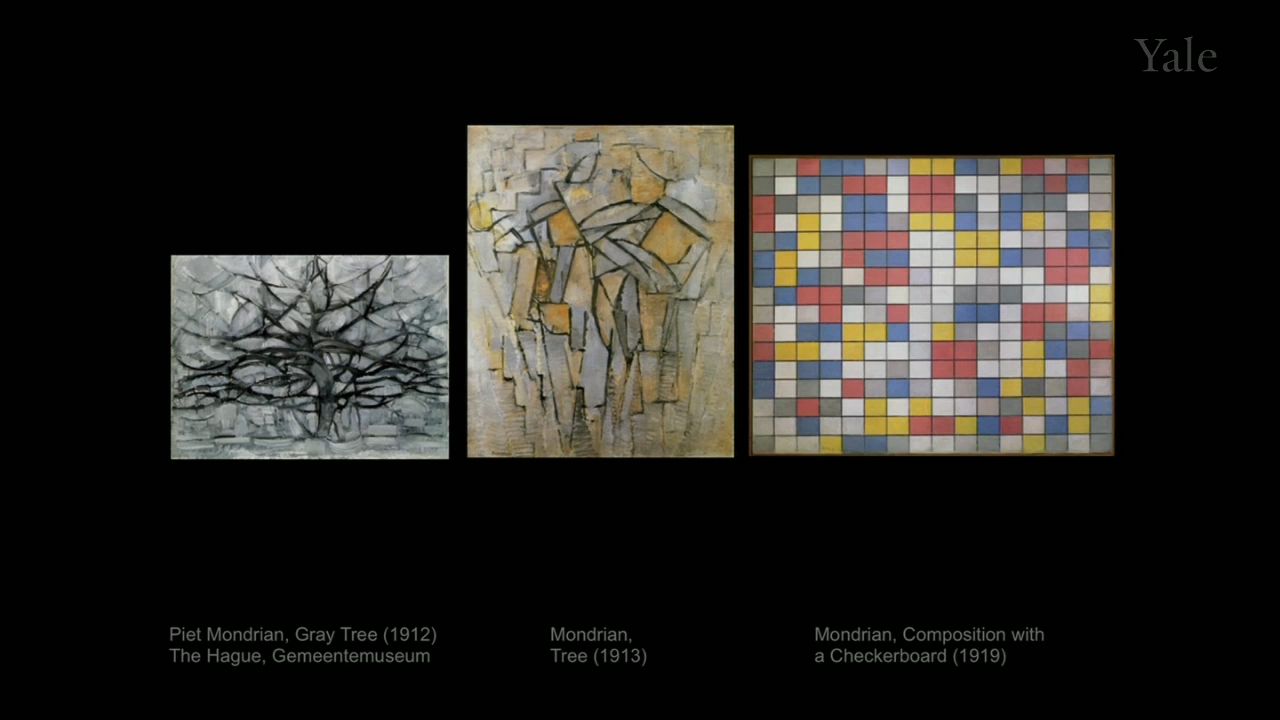 Yale
Piet Mondrian, Gray Tree (1912)
The Hague, Gemeentemuseum
Mondrian,
Tree (1913)
Mondrian, Composition with
a Checkerboard (1919)